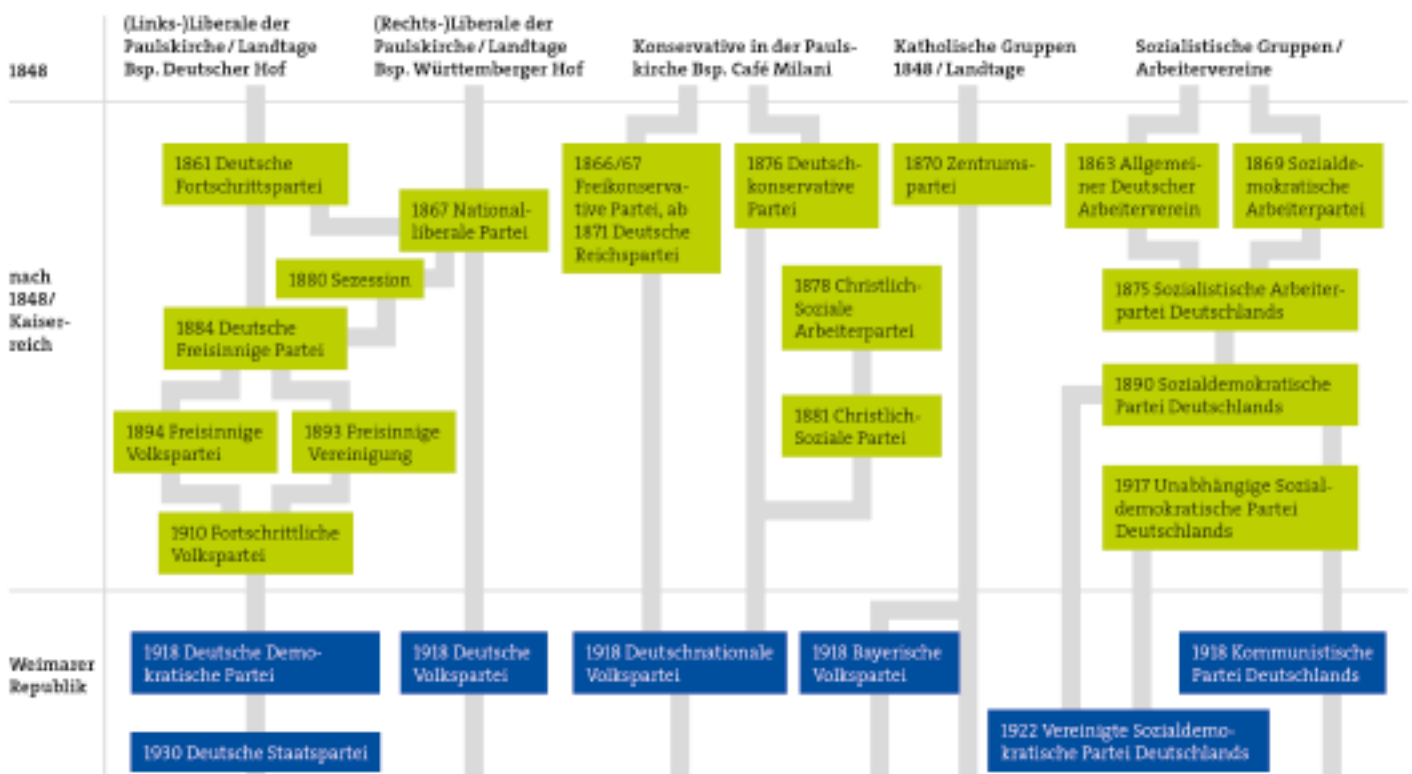 (Links-)Liberale der
Paulskirche / Landtage
Bsp. Deutscher Hof
(Rechts-)Liberale der
Paulskirche / Landtage
Bsp. Württemberger Hof
Konservative in der Pauls-
kirche Bsp. Café Milani
Katholische Gruppen
1848 / Landtage
Sozialistische Gruppen /
Arbeitervereine
1848
nach
1848/
Kaiser-
reich
1861 Deutsche
Fortschrittspartei
1867 National-
liberale Partei
1880 Sezession
1884 Deutsche
Freisinnige Partei
1894 Freisinnige
Volkspartei
1893 Freisinnige
Vereinigung
1910 Fortschrittliche
Volkspartei
1866/67
Freikonserva-
tive Partei, ab
1871 Deutsche
Reichspartei
1876 Deutsch-
konservative
Partei
1878 Christlich-
Soziale
Arbeiterpartei
1881 Christlich-
Soziale Partei
1870 Zentrums-
partei
1863 Allgemei-
ner Deutscher
Arbeiterverein
1869 Sozialde-
mokratische
Arbeiterpartei
1875 Sozialistische Arbeiter-
partei Deutschlands
1890 Sozialdemokratische
Partei Deutschlands
1917 Unabhängige Sozial-
demokratische Partei
Deutschlands
Weimarer
Republik
1918 Deutsche Demo-
kratische Partei
1918 Deutsche
Volkspartei
1918 Deutschnationale
Volkspartei
1918 Bayerische
Volkspartei
1918 Kommunistische
Partei Deutschlands
1922 Vereinigte Sozialdemo-
kratische Partei Deutschlands
1930 Deutsche Staatspartei